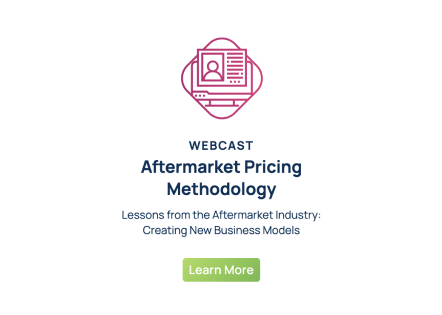 WEBCAST
Aftermarket Pricing
Methodology
Lessons from the Aftermarket Industry:
Creating New Business Models
Learn More